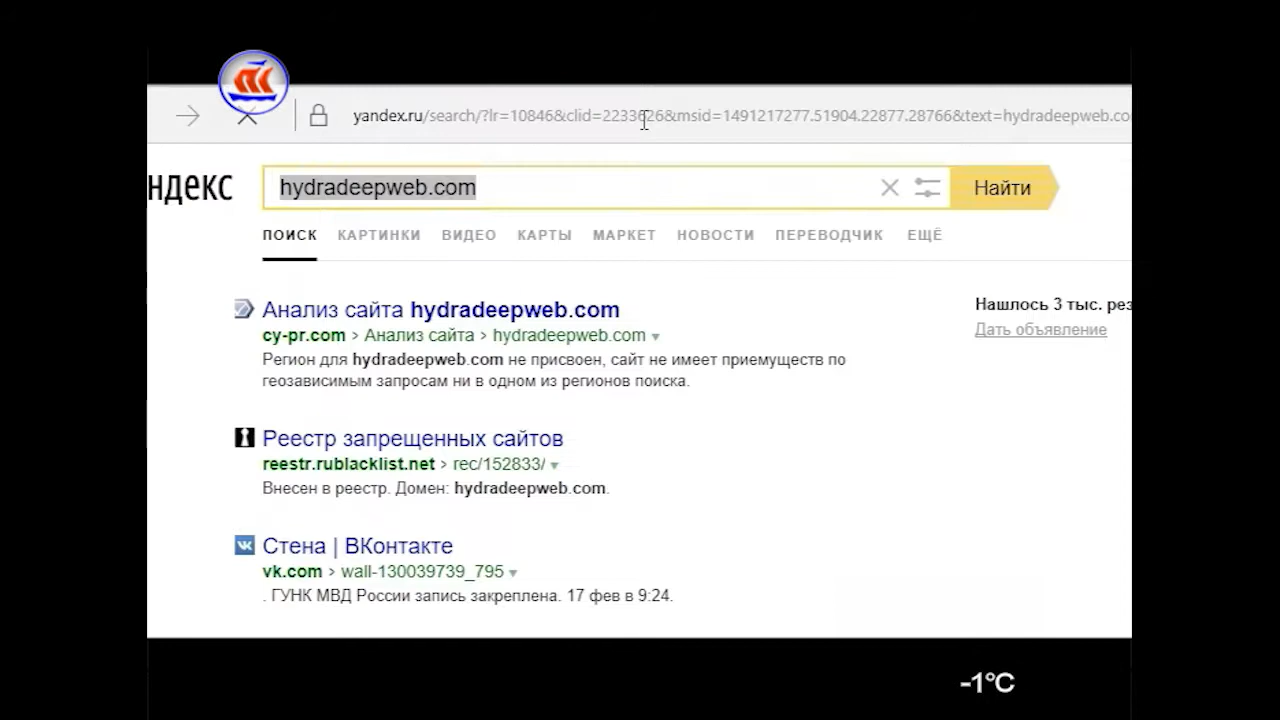 yandex.ru/search/?lr=10846&clid=2233626&msid=1491217277.51904.22877.28766&text=hydradeepweb.co
ндекс
hydradeepweb.com
Найти
ПОИСК КАРТИНКИ ВИДЕО КАРТЫ МАРКЕТ НОВОСТИ ПЕРЕВОДЧИК ЕЩЁ
Анализ сайта hydradeepweb.com
cy-pr.com › Анализ сайта › hydradeepweb.com
Регион для hydradeepweb.com не присвоен, сайт не имеет приемуществ по
геозависимым запросам ни в одном из регионов поиска.
Нашлось 3 тыс. рез
Дать объявление
Реестр запрещенных сайтов
reestr.rublacklist.net › rec/152833/
Внесен в реестр. Домен: hydradeepweb.com.
Стена | ВКонтакте
vk.com › wall-130039739_795
. ГУНК МВД России запись закреплена. 17 фев в 9:24.
-1°C